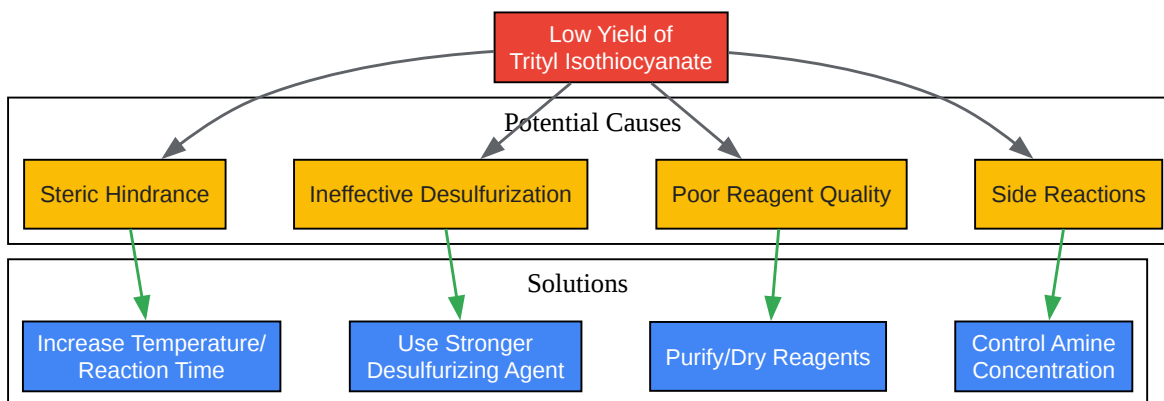 Low Yield of
Trityl Isothiocyanate
Potential Causes
Steric Hindrance
Ineffective Desulfurization
Poor Reagent Quality
Side Reactions
Solutions
Increase Temperature/
Reaction Time
Use Stronger
Desulfurizing Agent
Purify/Dry Reagents
Control Amine
Concentration